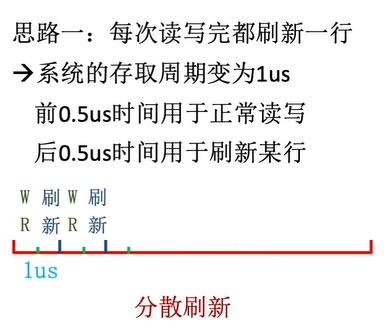 思路一：每次读写完都刷新一行
→系统的存取周期变为1us
前0.5us时间用于正常读写
后0.5us时间用于刷新某行
W 刷 W 刷
R 新 R 新
1us
分散刷新